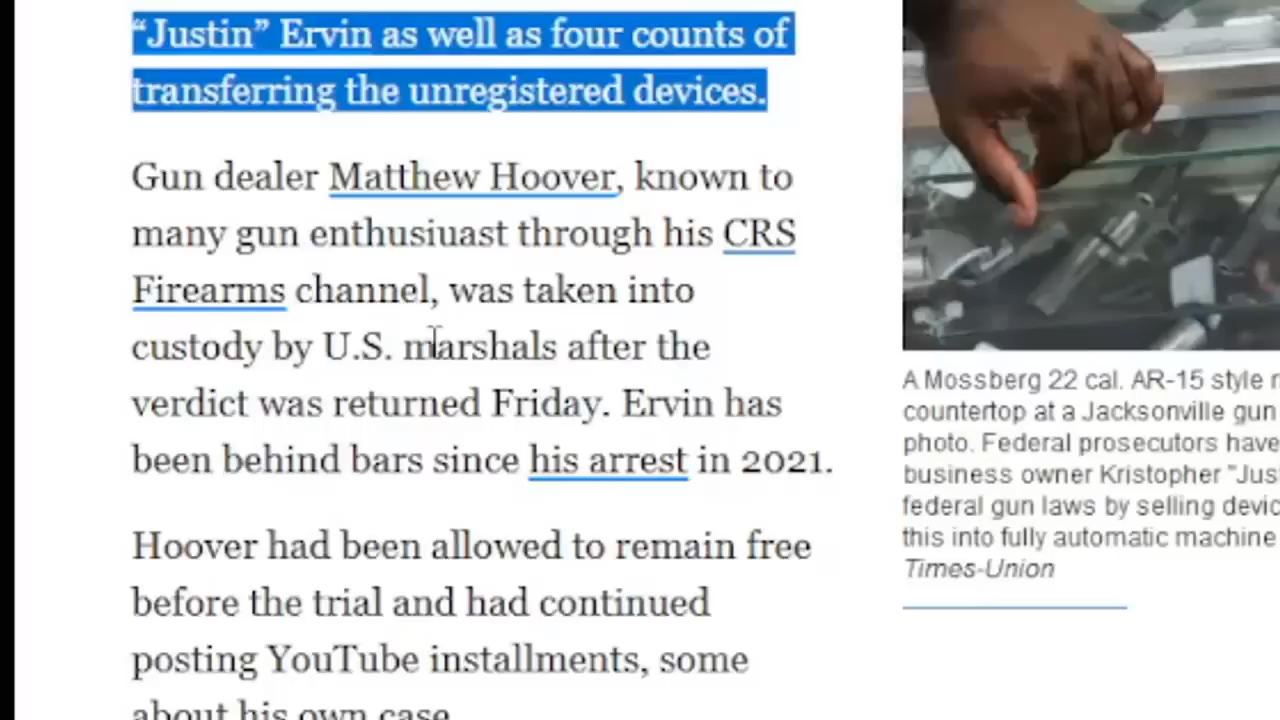 “Justin” Ervin as well as four counts of
transferring the unregistered devices.
Gun dealer Matthew Hoover, known to
many gun enthusiuast through his CRS
Firearms channel, was taken into
custody by U.S. marshals after the
verdict was returned Friday. Ervin has
been behind bars since his arrest in 2021.
Hoover had been allowed to remain free
before the trial and had continued
posting YouTube installments, some
about his own case.
A Mossberg 22 cal. AR-15 style
countertop at a Jacksonville gun
photo. Federal prosecutors have
business owner Kristopher "Jus
federal gun laws by selling devic
this into fully automatic machine
Times-Union